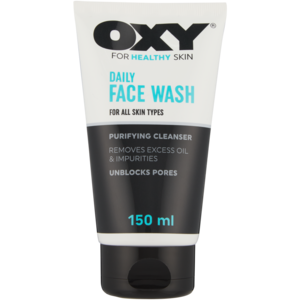 OXY
FOR HEALTHY SKIN
DAILY
FACE WASH
FOR ALL SKIN TYPES
PURIFYING CLEANSER
REMOVES EXCESS OIL
& IMPURITIES
UNBLOCKS PORES
150 ml